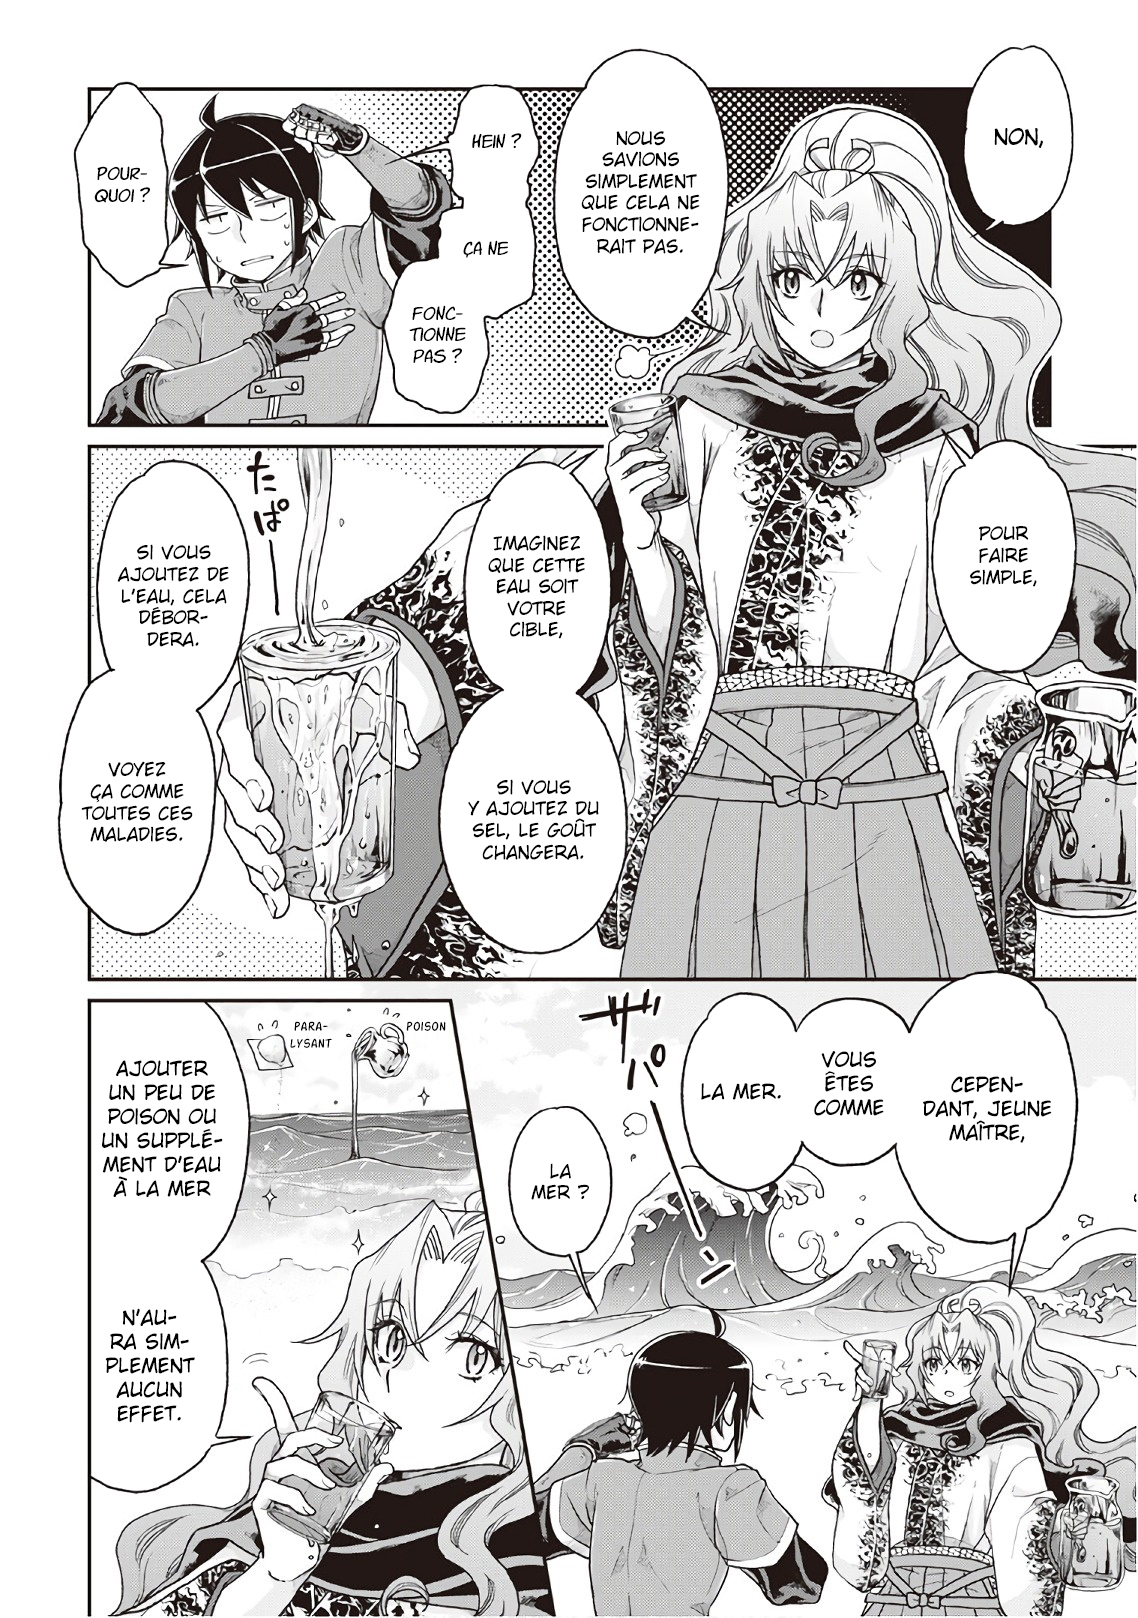 NON,
NOUS
SAVIONS
SIMPLEMENT
QUE CELA NE
FONCTIONNE-
RAIT PAS.
HEIN ?
ÇA NE
FONC-
TIONNE
PAS ?
POUR-
QUOI ?
POUR
FAIRE
SIMPLE,
IMAGINEZ
QUE CETTE
EAU SOIT
VOTRE
CIBLE,
SI VOUS
Y AJOUTEZ DU
SEL, LE GOÛT
CHANGERA.
たぱー
SI VOUS
AJOUTEZ DE
L'EAU, CELA
DÉBOR-
DERA.
VOYEZ
ÇA COMME
TOUTES CES
MALADIES.
CEPEN-
DANT, JEUNE
MAÎTRE,
VOUS
ÊTES
COMME
LA MER.
ザパーン
LA
MER ?
PARA-
LYSANT
POISON
AJOUTER
UN PEU DE
POISON OU
UN SUPPLÉ-
MENT D'EAU
À LA MER
N'AU-
RA SIM-
PLEMENT
AUCUN
EFFET.